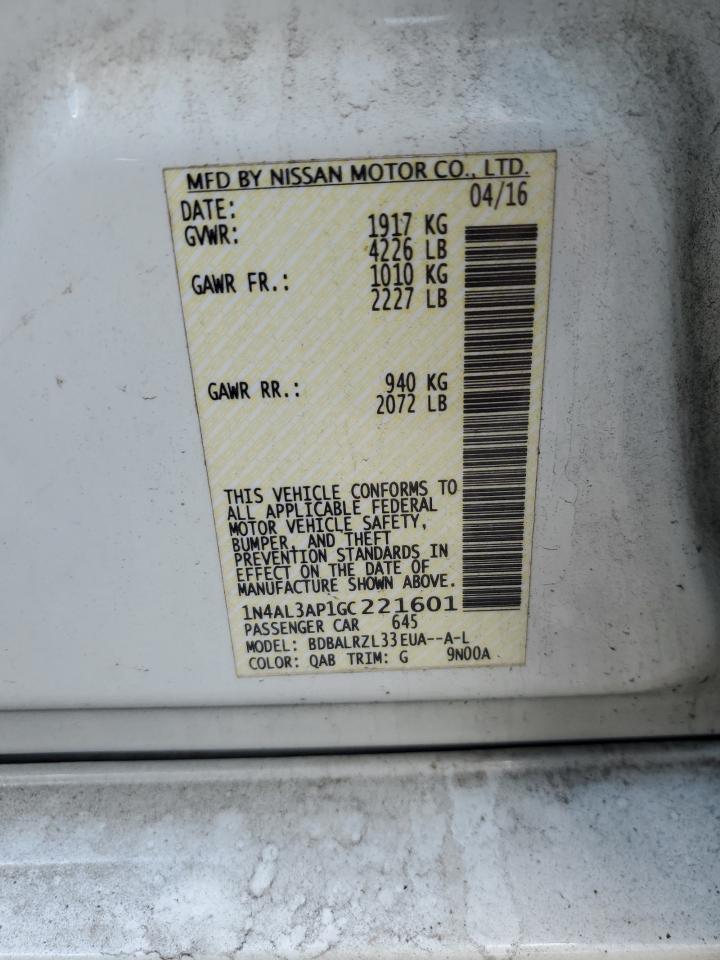 MFD BY NISSAN MOTOR CO., LTD.
DATE: 04/16
GVWR: 1917 KG
4226 LB
GAWR FR.: 1010 KG
2227 LB
GAWR RR.: 940 KG
2072 LB
THIS VEHICLE CONFORMS TO
ALL APPLICABLE FEDERAL
MOTOR VEHICLE SAFETY,
BUMPER, AND THEFT
PREVENTION STANDARDS IN
EFFECT ON THE DATE OF
MANUFACTURE SHOWN ABOVE.
1N4AL3AP1GC221601
PASSENGER CAR 645
MODEL: BDBALRZL33EUA--A-L
COLOR: QAB TRIM: G 9N00A